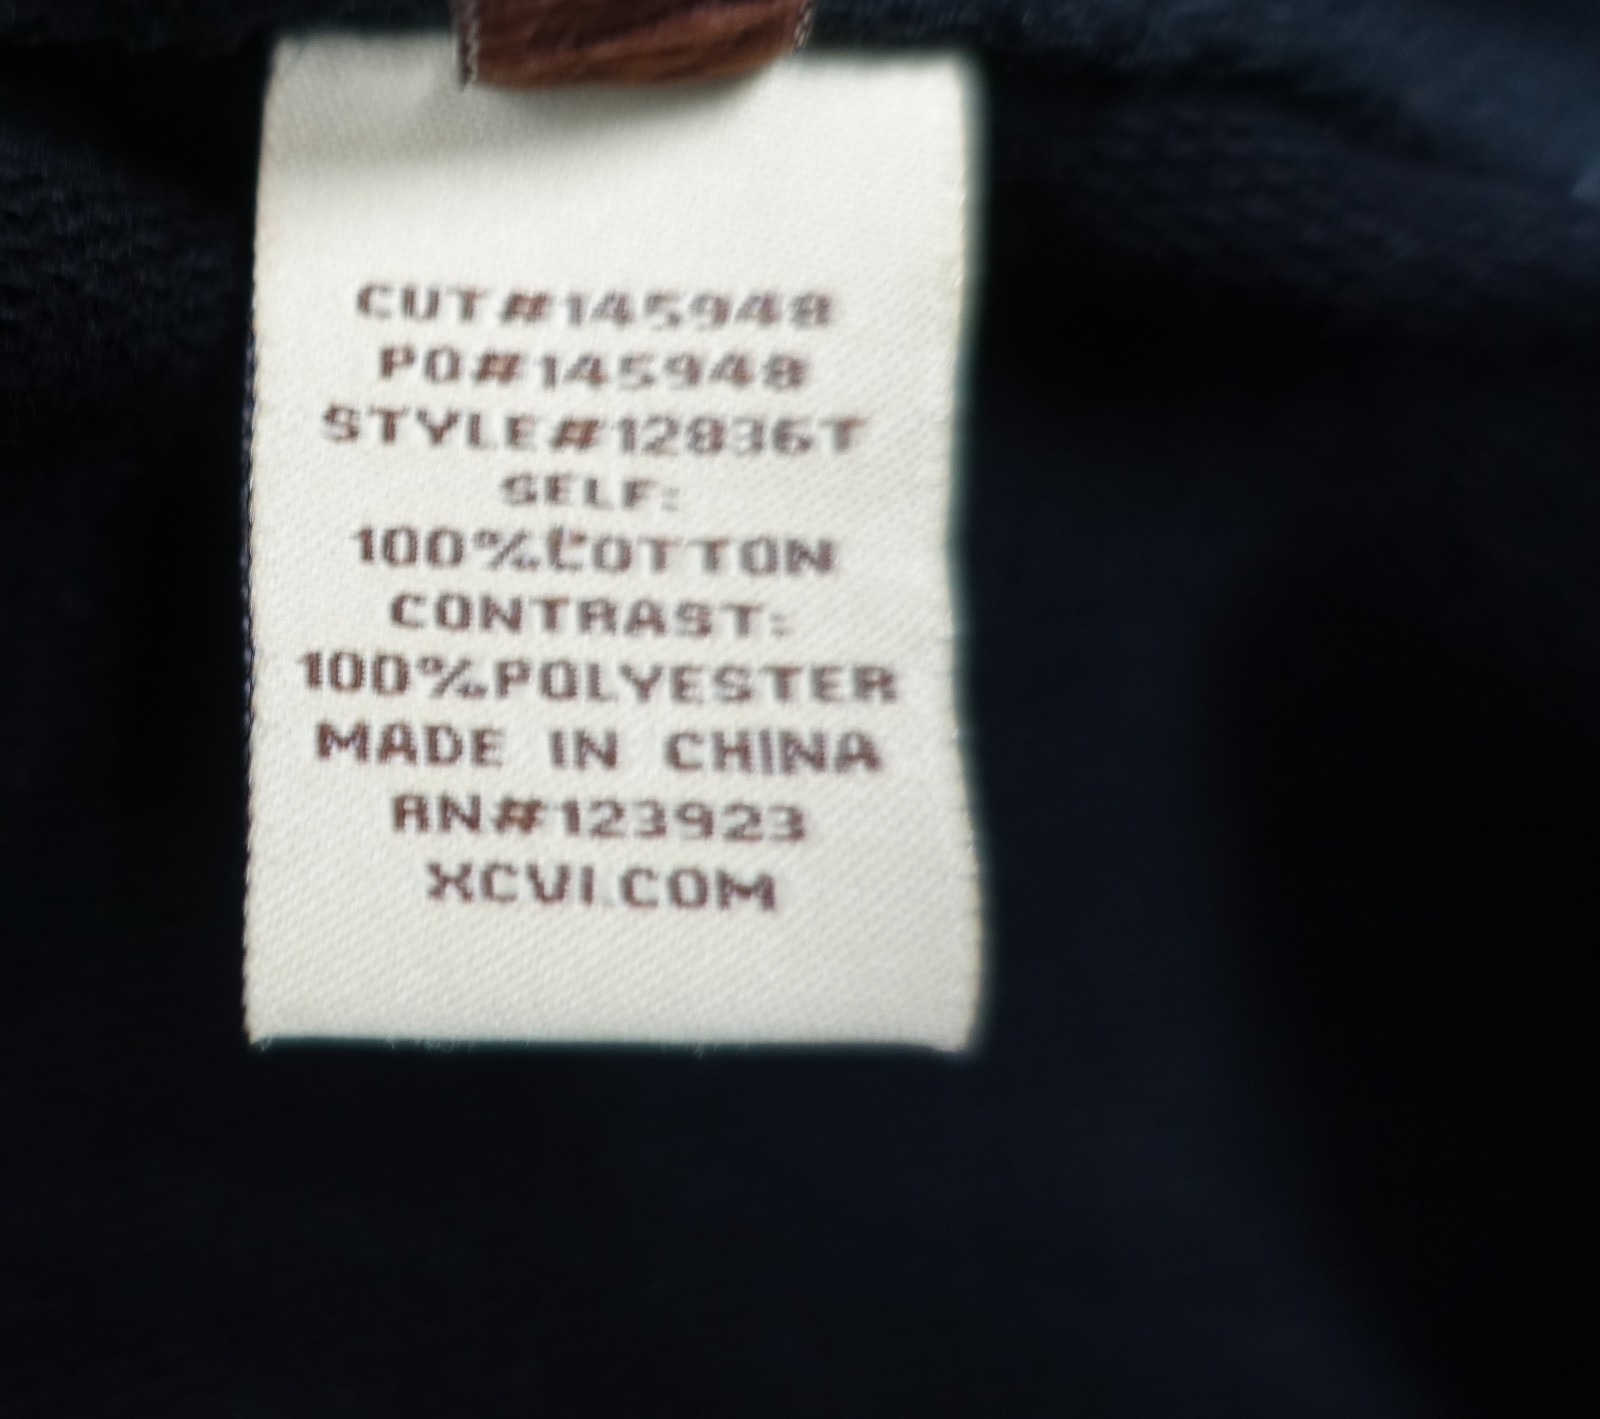 CUT#145948
PO#145948
STYLE#12836T
SELF:
100%COTTON
CONTRAST:
100%POLYESTER
MADE IN CHINA
RN#123923
XCVI.COM